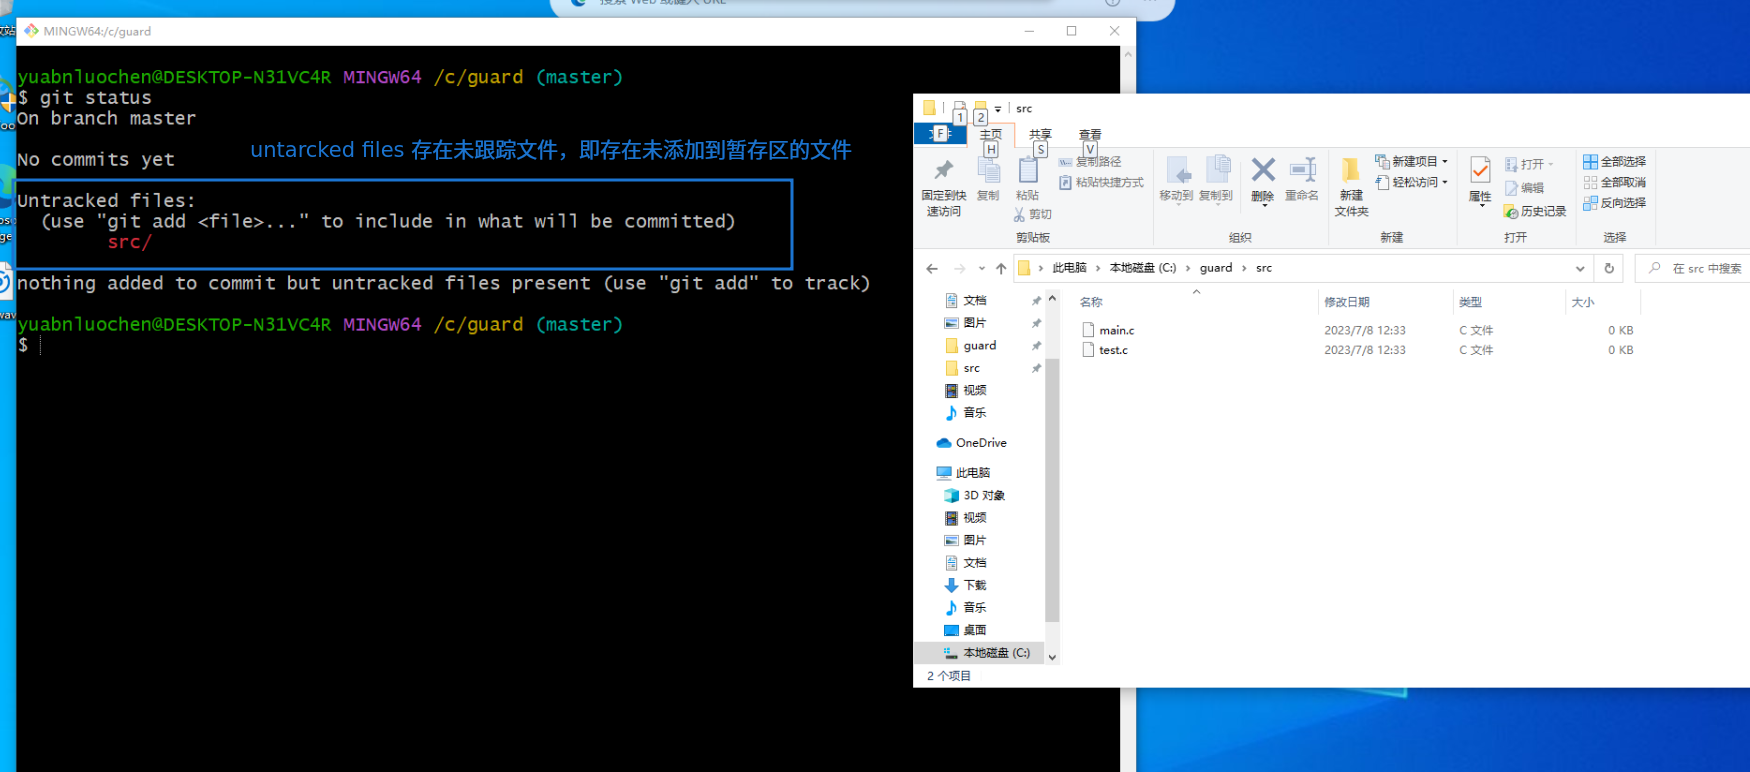 搜索 Web 或键入 URL
MINGW64:/c/guard
yuabnluochen@DESKTOP-N31VC4R MINGW64 /c/guard (master)
$ git status
On branch master
No commits yet
untarcked files 存在未跟踪文件，即存在未添加到暂存区的文件
Untracked files:
(use "git add <file>..." to include in what will be committed)
src/
nothing added to commit but untracked files present (use "git add" to track)
yuabnluochen@DESKTOP-N31VC4R MINGW64 /c/guard (master)
$
1 2 src
F 主页 共享 查看
H S V
固定到快速访问
复制
粘贴
复制路径
粘贴快捷方式
剪切
剪贴板
移动到 复制到 删除 重命名
组织
新建文件夹
新建项目
轻松访问
新建
属性
打开
编辑
历史记录
打开
全部选择
全部取消
反向选择
选择
此电脑 › 本地磁盘 (C:) › guard › src
在 src 中搜索
文档
图片
guard
src
视频
音乐
OneDrive
此电脑
3D 对象
视频
图片
文档
下载
音乐
桌面
本地磁盘 (C:)
名称 修改日期 类型 大小
main.c 2023/7/8 12:33 C 文件 0 KB
test.c 2023/7/8 12:33 C 文件 0 KB
2 个项目